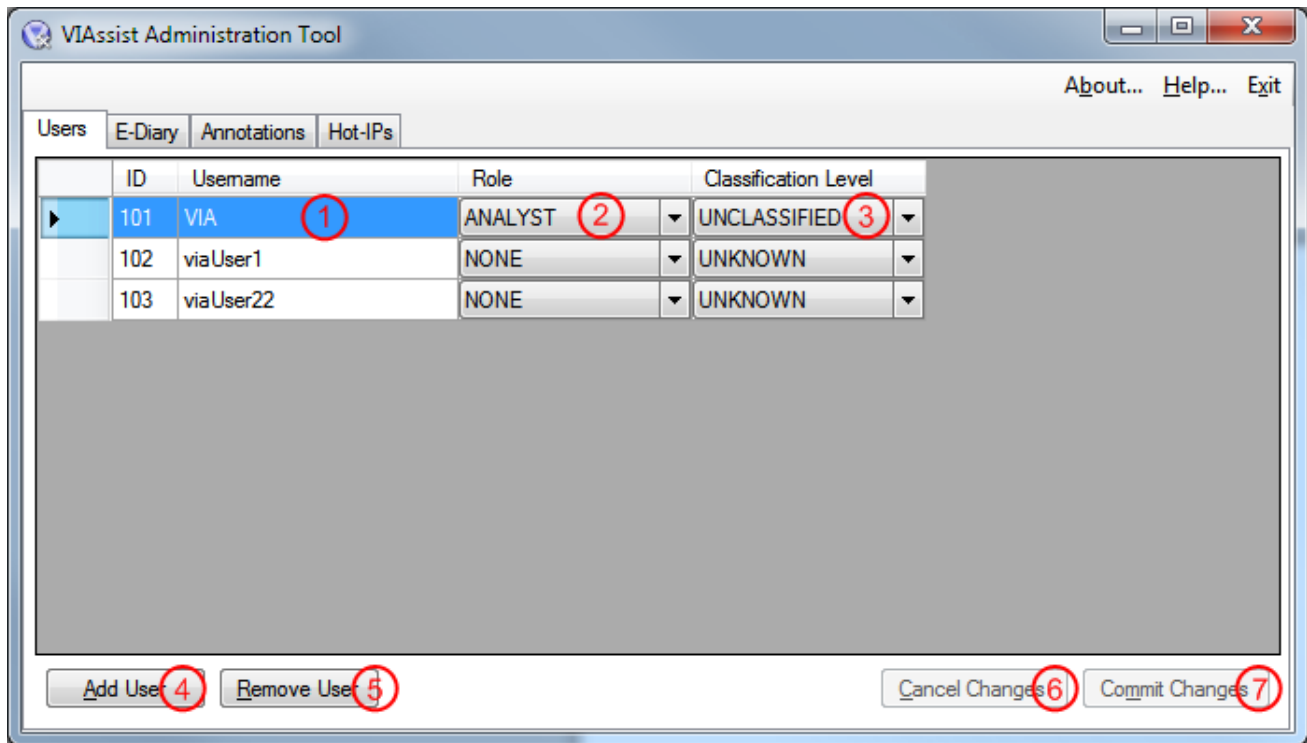 VIAssist Administration Tool
About... Help... Exit
Users E-Diary Annotations Hot-IPs
ID Username Role Classification Level
101 VIA 1 ANALYST 2 UNCLASSIFIED 3
102 viaUser1 NONE UNKNOWN
103 viaUser22 NONE UNKNOWN
Add User 4 Remove User 5 Cancel Changes 6 Commit Changes 7